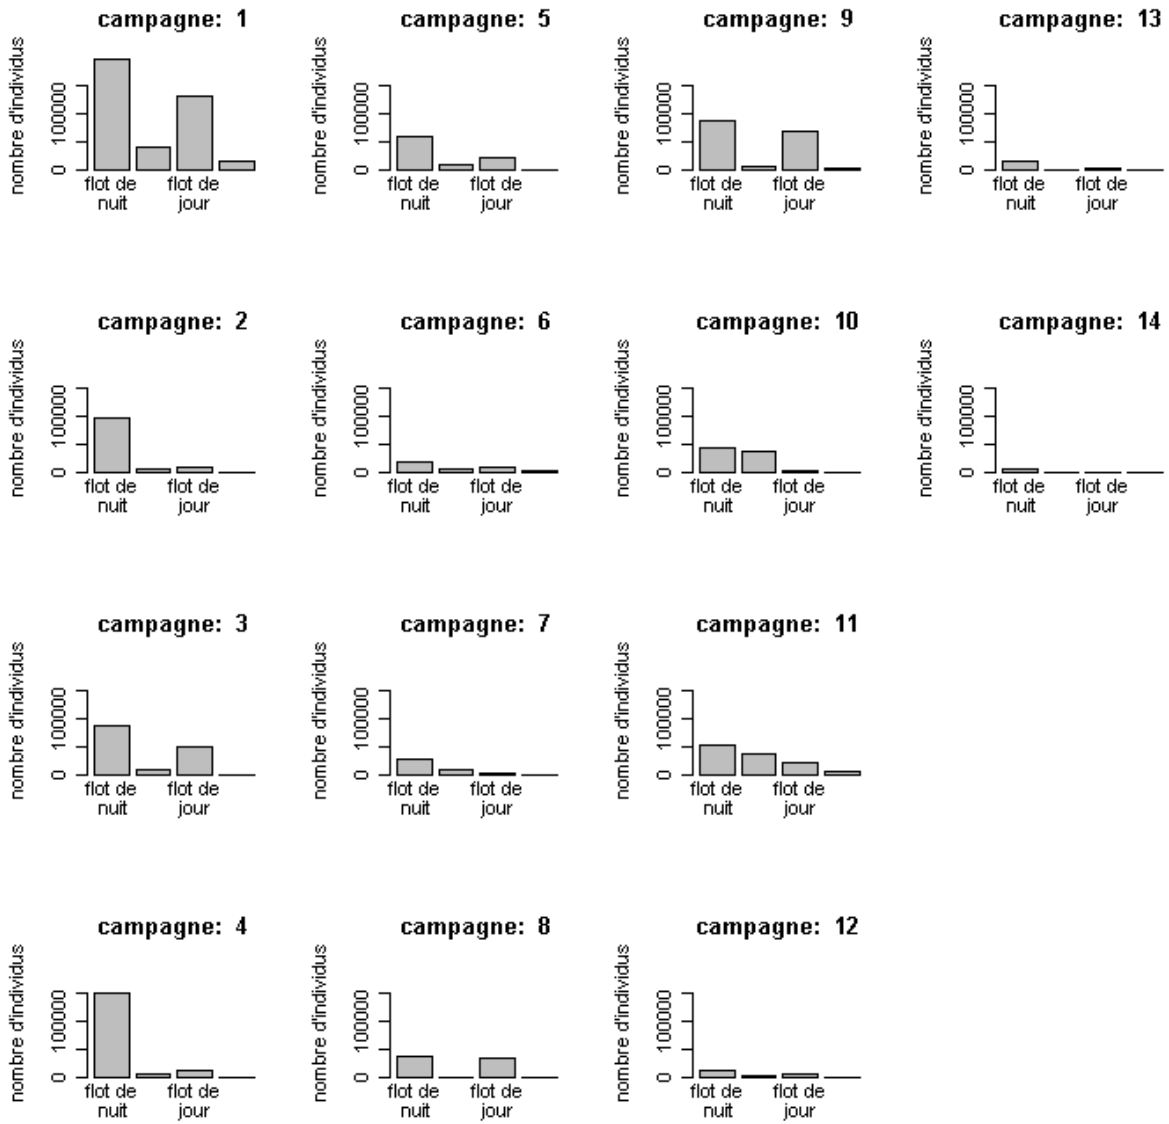 campagne: 1
nombre d'individus
100000
0
flot de
nuit
flot de
jour
campagne: 5
nombre d'individus
100000
0
flot de
nuit
flot de
jour
campagne: 9
nombre d'individus
100000
0
flot de
nuit
flot de
jour
campagne: 13
nombre d'individus
100000
0
flot de
nuit
flot de
jour
campagne: 2
nombre d'individus
100000
0
flot de
nuit
flot de
jour
campagne: 6
nombre d'individus
100000
0
flot de
nuit
flot de
jour
campagne: 10
nombre d'individus
100000
0
flot de
nuit
flot de
jour
campagne: 14
nombre d'individus
100000
0
flot de
nuit
flot de
jour
campagne: 3
nombre d'individus
100000
0
flot de
nuit
flot de
jour
campagne: 7
nombre d'individus
100000
0
flot de
nuit
flot de
jour
campagne: 11
nombre d'individus
100000
0
flot de
nuit
flot de
jour
campagne: 4
nombre d'individus
100000
0
flot de
nuit
flot de
jour
campagne: 8
nombre d'individus
100000
0
flot de
nuit
flot de
jour
campagne: 12
nombre d'individus
100000
0
flot de
nuit
flot de
jour